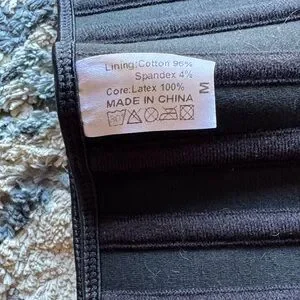 Lining:Cotton 96%
Spandex 4%
Core:Latex 100%
MADE IN CHINA
M